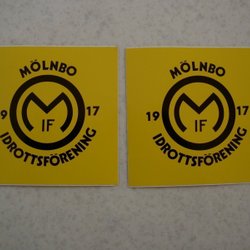 MÖLNBO
19 M 17
IF
IDROTTSFÖRENING
MÖLNBO
19 M 17
IF
IDROTTSFÖRENING